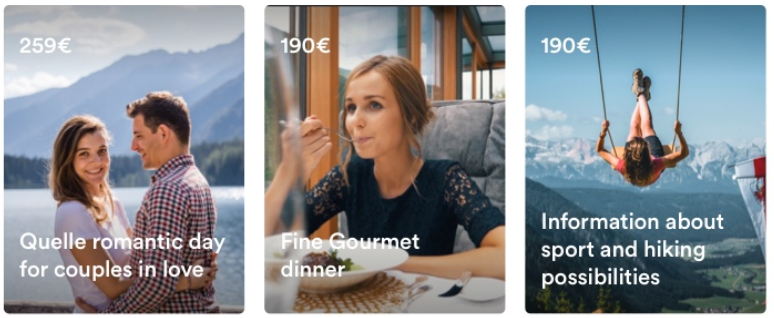 259€
Quelle romantic day
for couples in love
190€
Fine Gourmet
dinner
190€
Information about
sport and hiking
possibilities